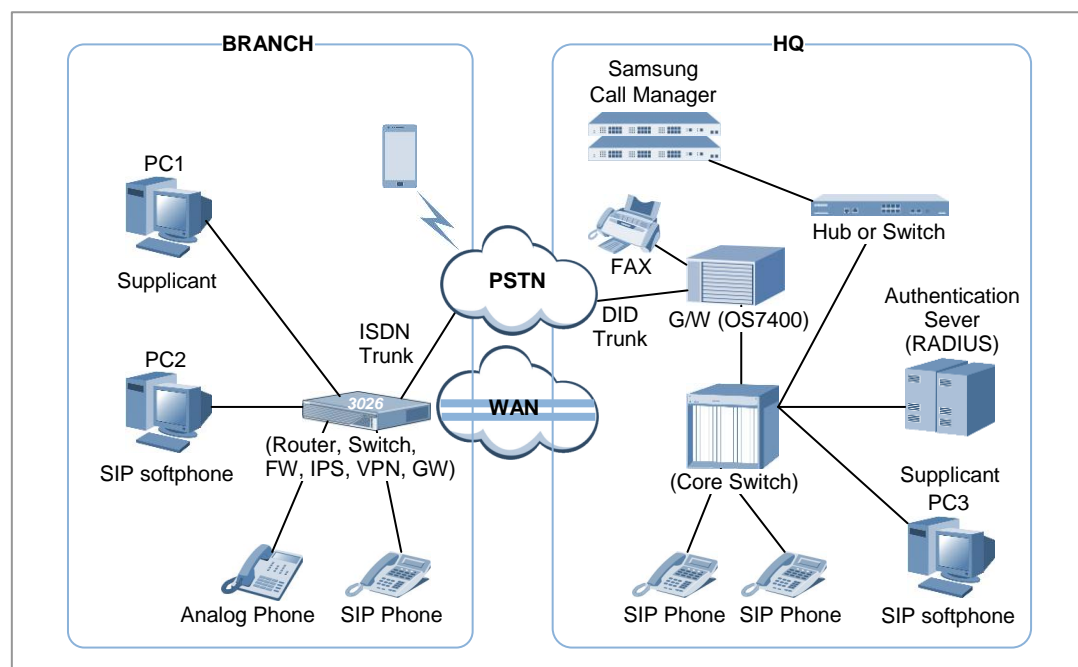 BRANCH
HQ
Samsung
Call Manager
PC1
Supplicant
Hub or Switch
FAX
PSTN
G/W (OS7400)
DID
Trunk
Authentication
Sever
(RADIUS)
ISDN
Trunk
PC2
3026
WAN
(Router, Switch,
FW, IPS, VPN, GW)
SIP softphone
(Core Switch)
Supplicant
PC3
Analog Phone
SIP Phone
SIP Phone
SIP Phone
SIP softphone